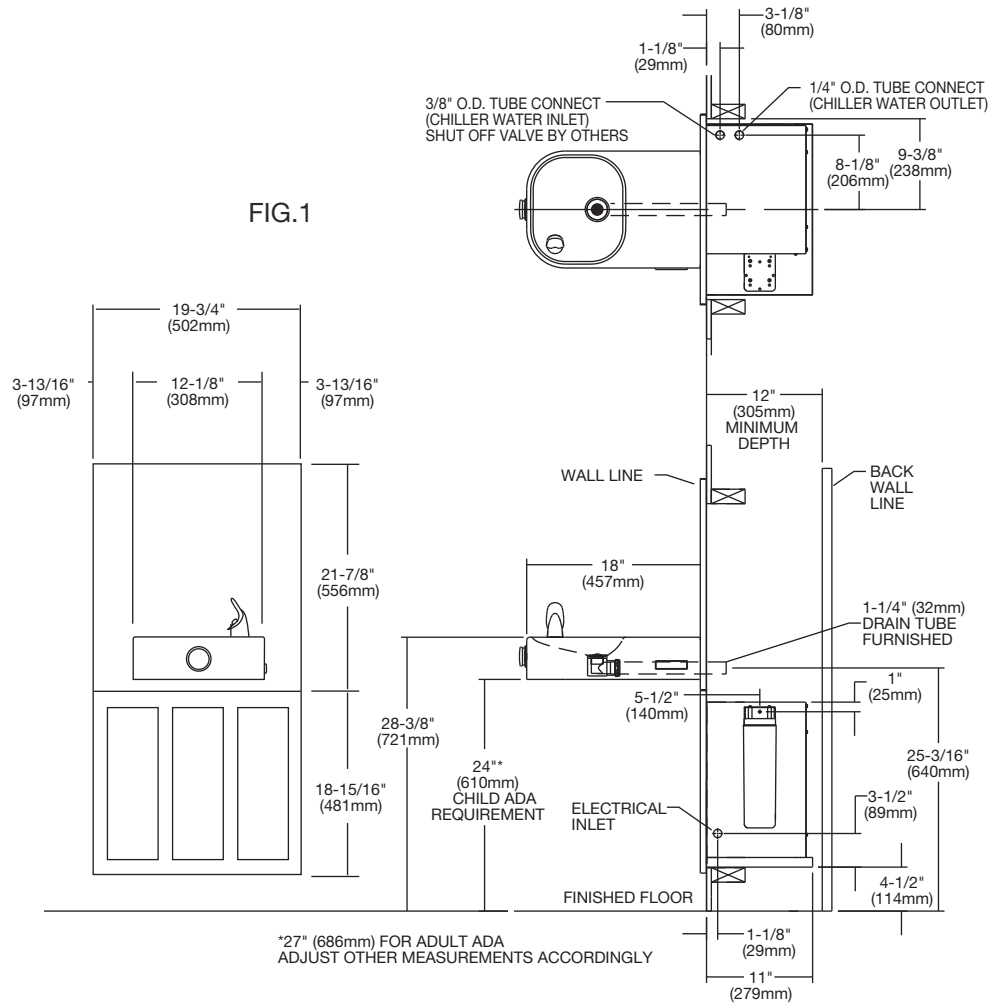 3-1/8"
(80mm)
1-1/8"
(29mm)
3/8" O.D. TUBE CONNECT
(CHILLER WATER INLET)
SHUT OFF VALVE BY OTHERS
1/4" O.D. TUBE CONNECT
(CHILLER WATER OUTLET)
8-1/8"
(206mm)
9-3/8"
(238mm)
FIG.1
19-3/4"
(502mm)
3-13/16"
(97mm)
12-1/8"
(308mm)
3-13/16"
(97mm)
12"
(305mm)
MINIMUM
DEPTH
WALL LINE
BACK
WALL
LINE
18"
(457mm)
21-7/8"
(556mm)
1-1/4" (32mm)
DRAIN TUBE
FURNISHED
1"
(25mm)
5-1/2"
(140mm)
28-3/8"
(721mm)
25-3/16"
(640mm)
24"*
(610mm)
CHILD ADA
REQUIREMENT
18-15/16"
(481mm)
ELECTRICAL
INLET
3-1/2"
(89mm)
4-1/2"
(114mm)
FINISHED FLOOR
*27" (686mm) FOR ADULT ADA
ADJUST OTHER MEASUREMENTS ACCORDINGLY
1-1/8"
(29mm)
11"
(279mm)